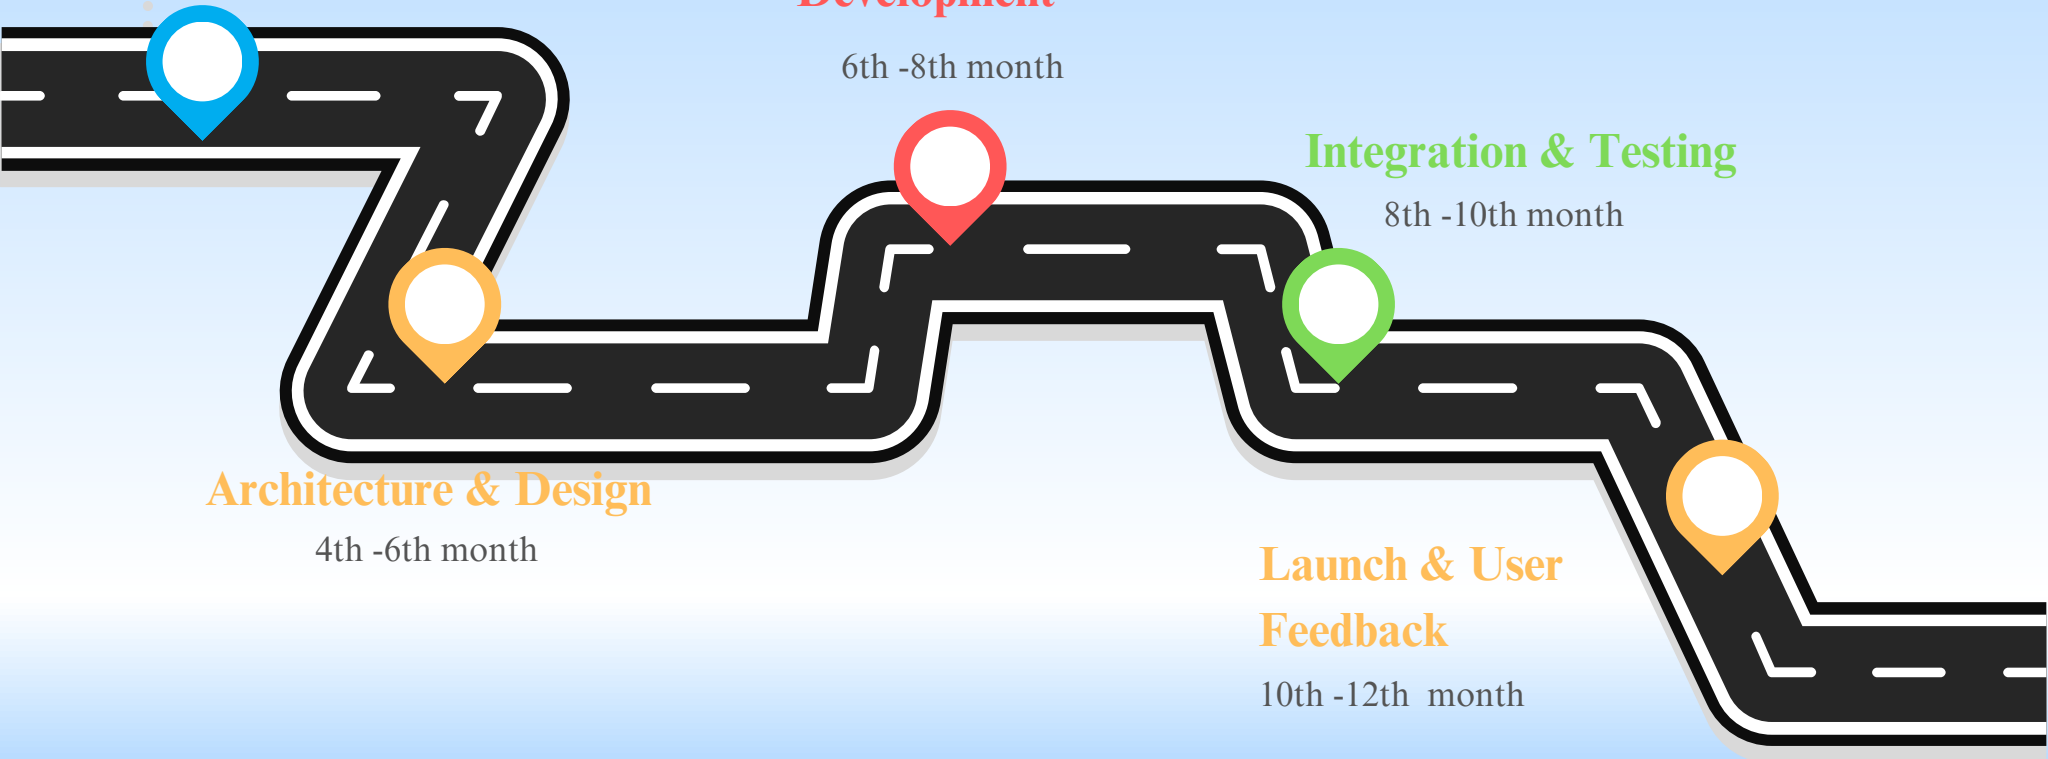 Development
6th -8th month
Integration & Testing
8th -10th month
Architecture & Design
4th -6th month
Launch & User
Feedback
10th -12th  month